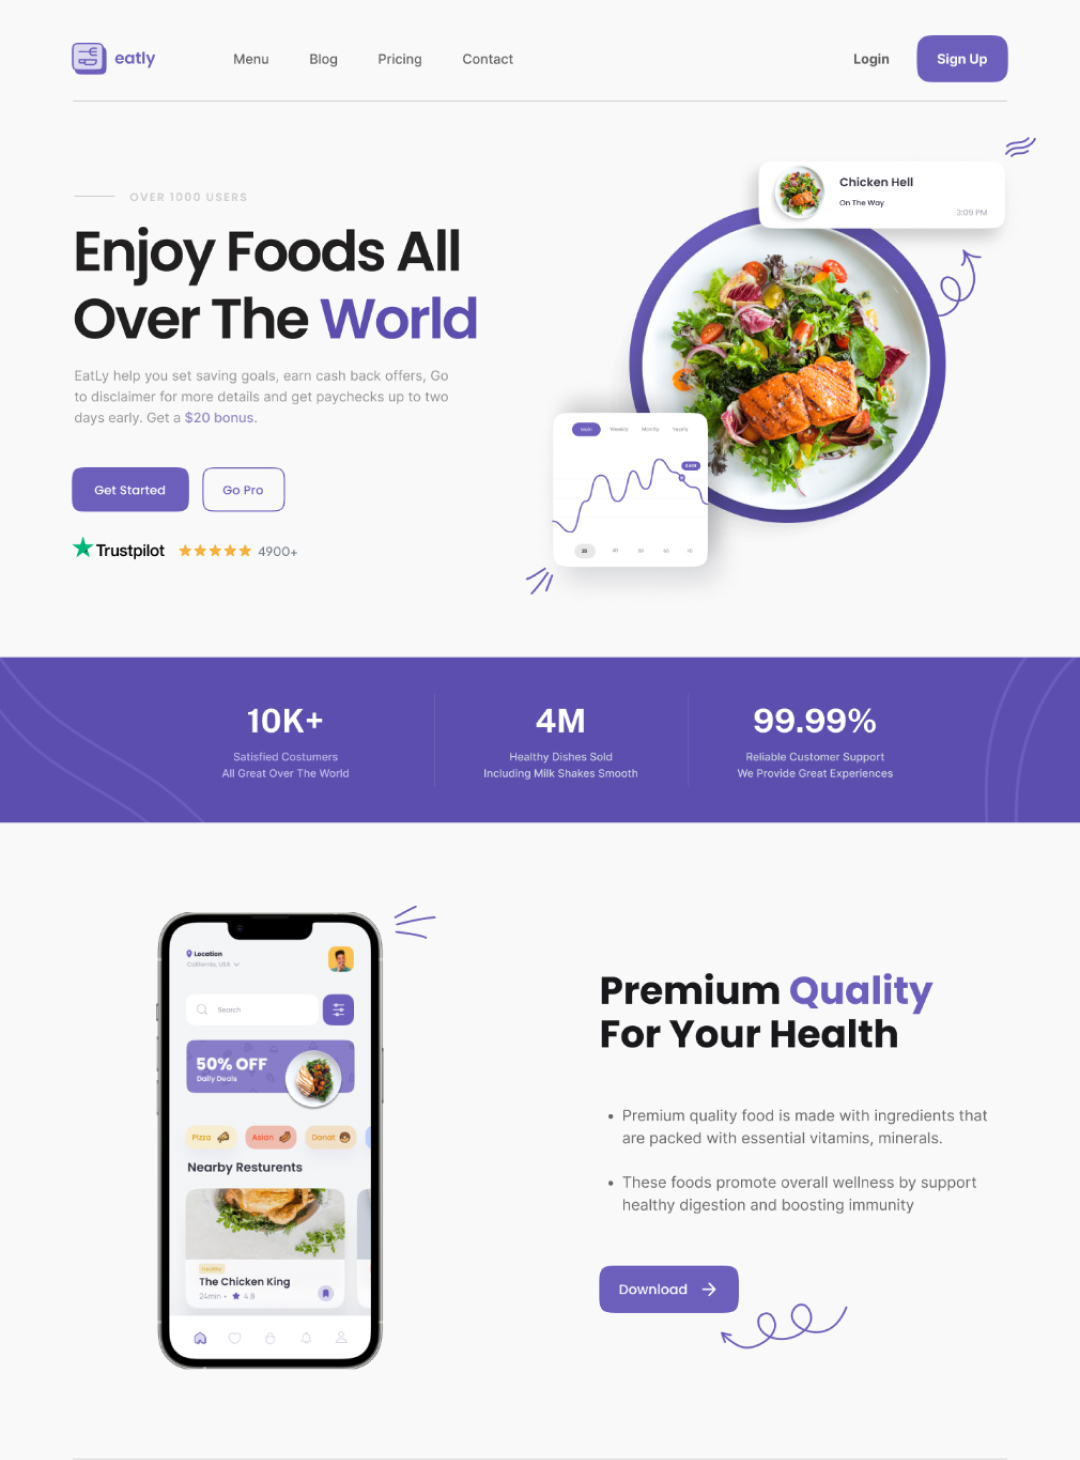 eatly
Menu
Blog
Pricing
Contact
Login
Sign Up
OVER 1000 USERS
Enjoy Foods All
Over The World
EatLy help you set saving goals, earn cash back offers, Go
to disclaimer for more details and get paychecks up to two
days early. Get a $20 bonus.
Get Started
Go Pro
Trustpilot
4900+
Chicken Hell
On The Way
3:09 PM
Weekly
Montly
Yearly
10K+
Satisfied Costumers
All Great Over The World
4M
Healthy Dishes Sold
Including Milk Shakes Smooth
99.99%
Reliable Customer Support
We Provide Great Experiences
Location
California, USA
Search
50% OFF
Daily Deals
Pizza
Asian
Donat
Nearby Resturents
Healthy
The Chicken King
24min •
4.8
Premium Quality
For Your Health
• Premium quality food is made with ingredients that
are packed with essential vitamins, minerals.
• These foods promote overall wellness by support
healthy digestion and boosting immunity
Download